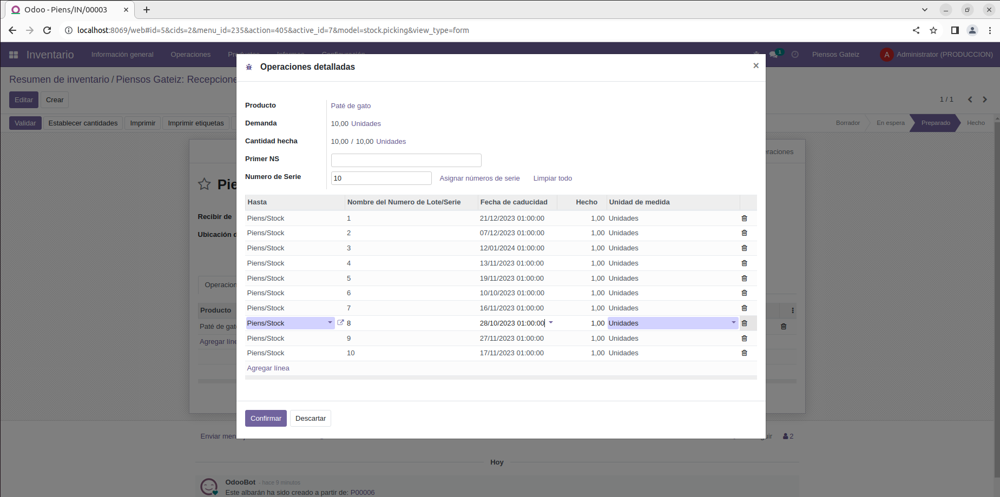 Odoo - Piens/IN/00003
localhost:8069/web#id=5&cids=2&menu_id=235&action=405&active_id=7&model=stock.picking&view_type=form
Inventario Información general Operaciones Productos Informes Configuración 1 Piensos Gateiz A Administrator (PRODUCCION)
Resumen de inventario / Piensos Gateiz: Recepcione
Editar Crear 1 / 1
Validar Establecer cantidades Imprimir Imprimir etiquetas Borrador En espera Preparado Hecho
Operaciones detalladas
Producto Paté de gato
Demanda 10,00 Unidades
Cantidad hecha 10,00 / 10,00 Unidades
Primer NS
Numero de Serie 10 Asignar números de serie Limpiar todo
Hasta Nombre del Numero de Lote/Serie Fecha de caducidad Hecho Unidad de medida
Piens/Stock 1 21/12/2023 01:00:00 1,00 Unidades
Piens/Stock 2 07/12/2023 01:00:00 1,00 Unidades
Piens/Stock 3 12/01/2024 01:00:00 1,00 Unidades
Piens/Stock 4 13/11/2023 01:00:00 1,00 Unidades
Piens/Stock 5 19/11/2023 01:00:00 1,00 Unidades
Piens/Stock 6 10/10/2023 01:00:00 1,00 Unidades
Piens/Stock 7 16/11/2023 01:00:00 1,00 Unidades
Piens/Stock 8 28/10/2023 01:00:00 1,00 Unidades
Piens/Stock 9 27/11/2023 01:00:00 1,00 Unidades
Piens/Stock 10 17/11/2023 01:00:00 1,00 Unidades
Agregar línea
Confirmar Descartar
eraciones
Pie
Recibir de
Ubicación d
Operacion
Producto
Paté de gat
Agregar líne
Enviar men uir 2
Hoy
OdooBot - hace 9 minutos
Este albarán ha sido creado a partir de: P00006